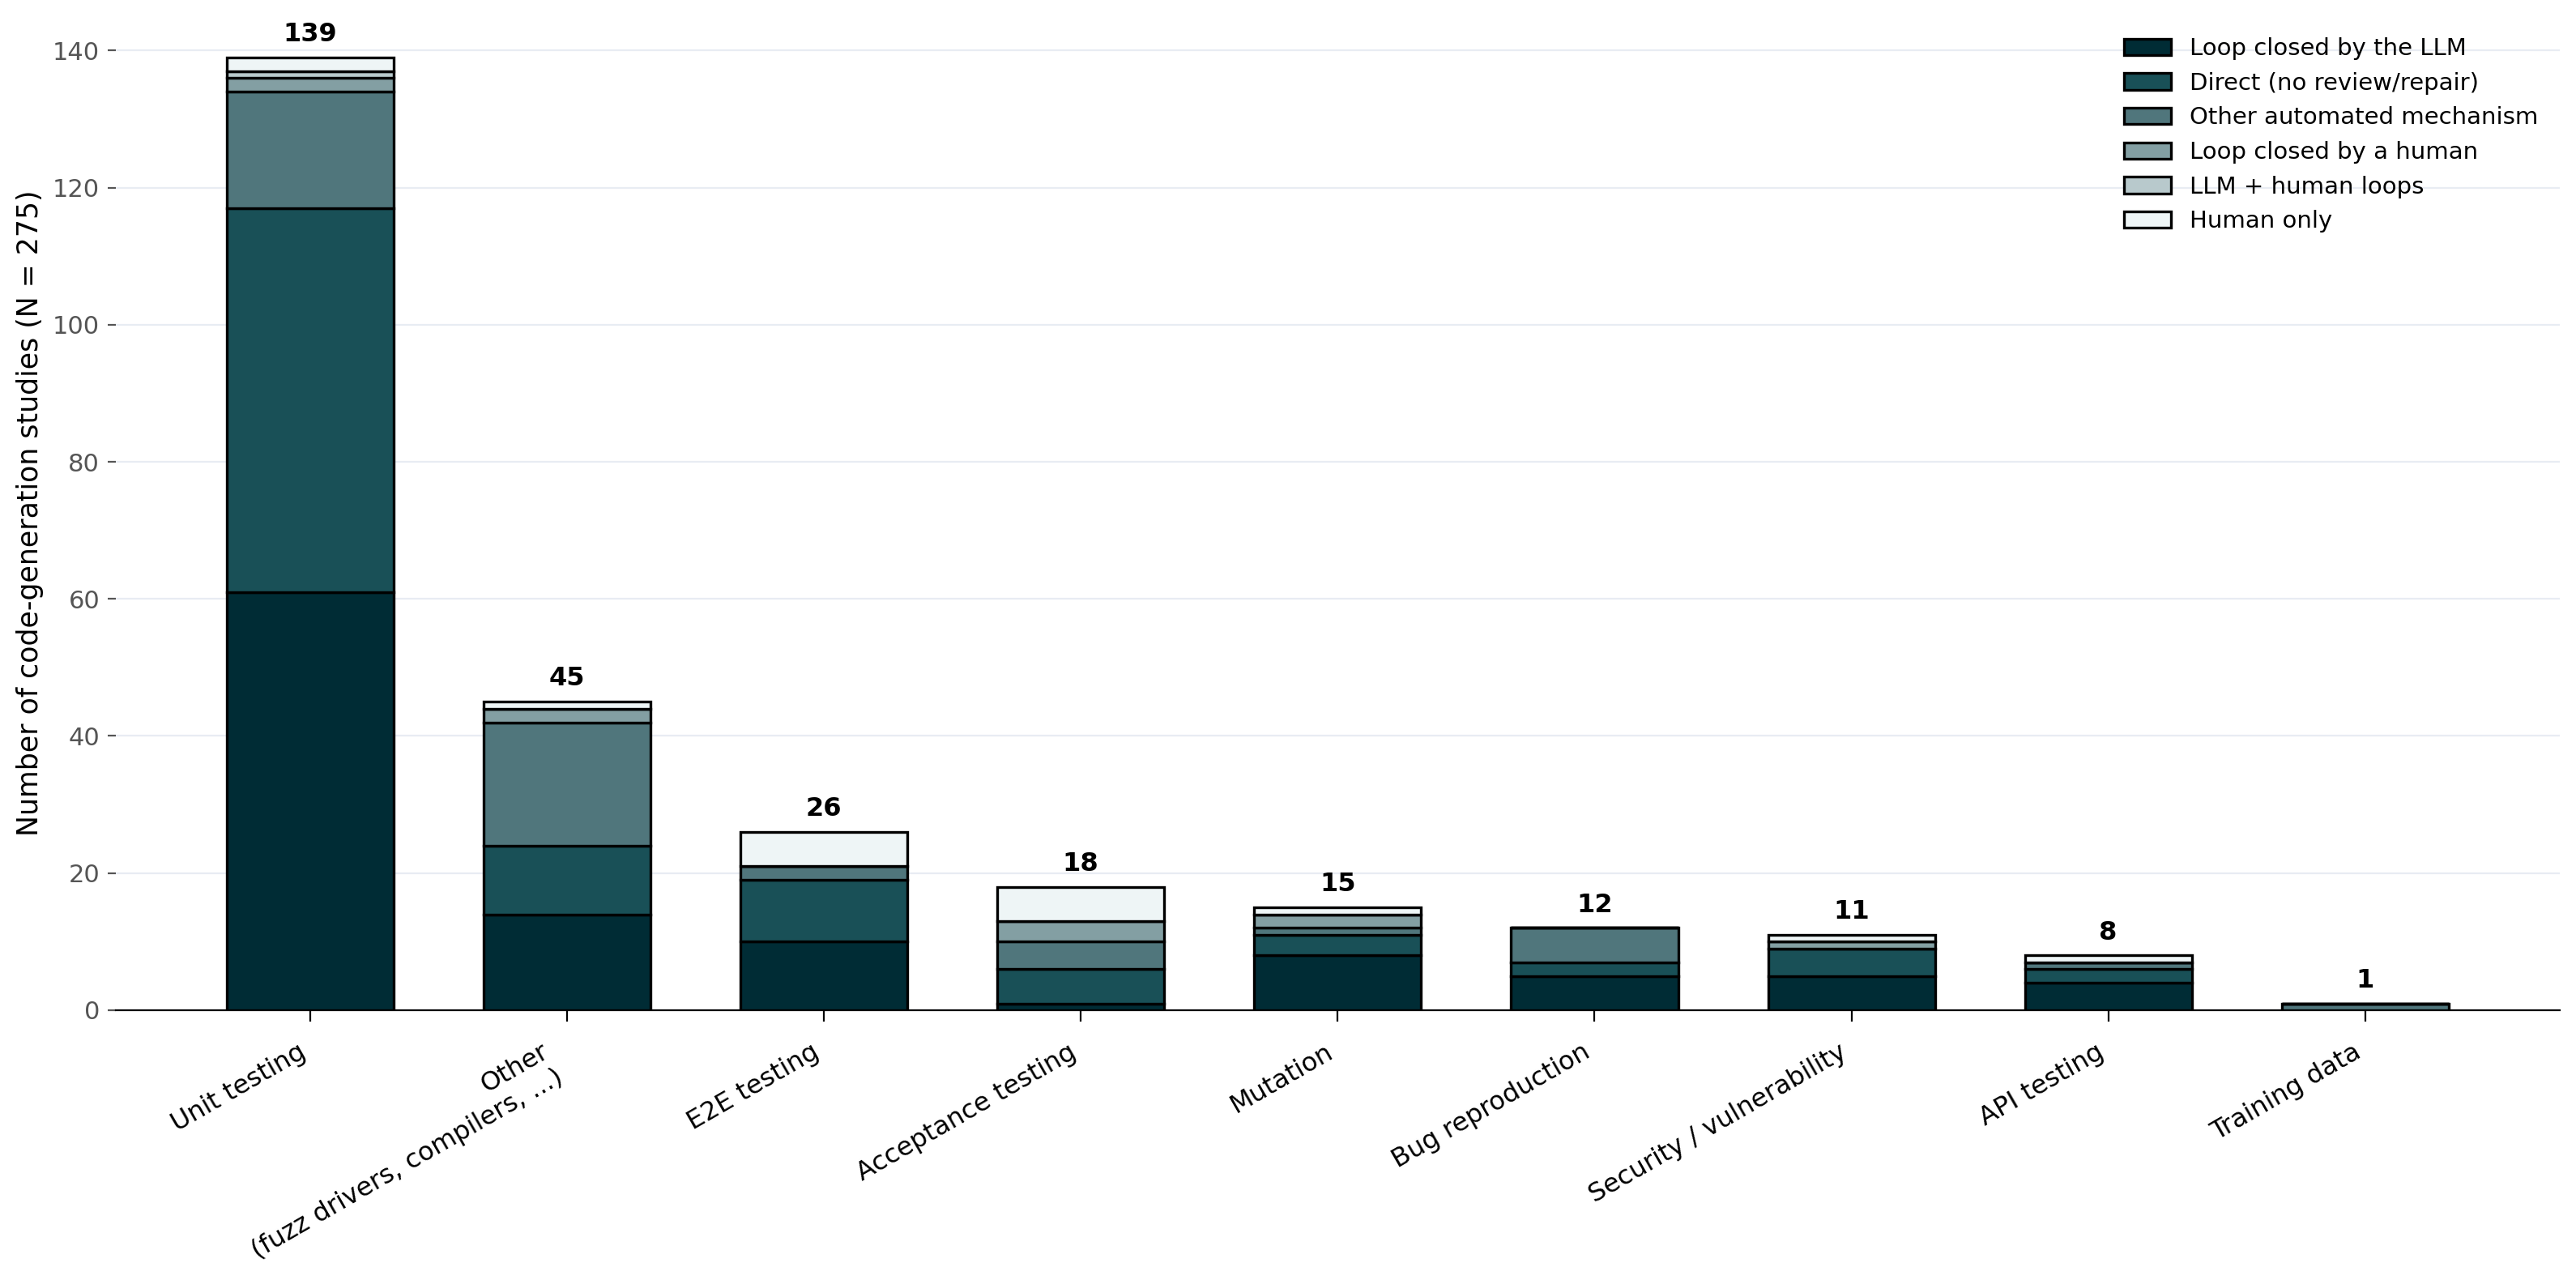 Number of code-generation studies (N = 275)
140
120
100
80
60
40
20
0
139
45
26
18
15
12
11
8
1
Loop closed by the LLM
Direct (no review/repair)
Other automated mechanism
Loop closed by a human
LLM + human loops
Human only
Unit testing
Other
(fuzz drivers, compilers, ...)
E2E testing
Acceptance testing
Mutation
Bug reproduction
Security / vulnerability
API testing
Training data